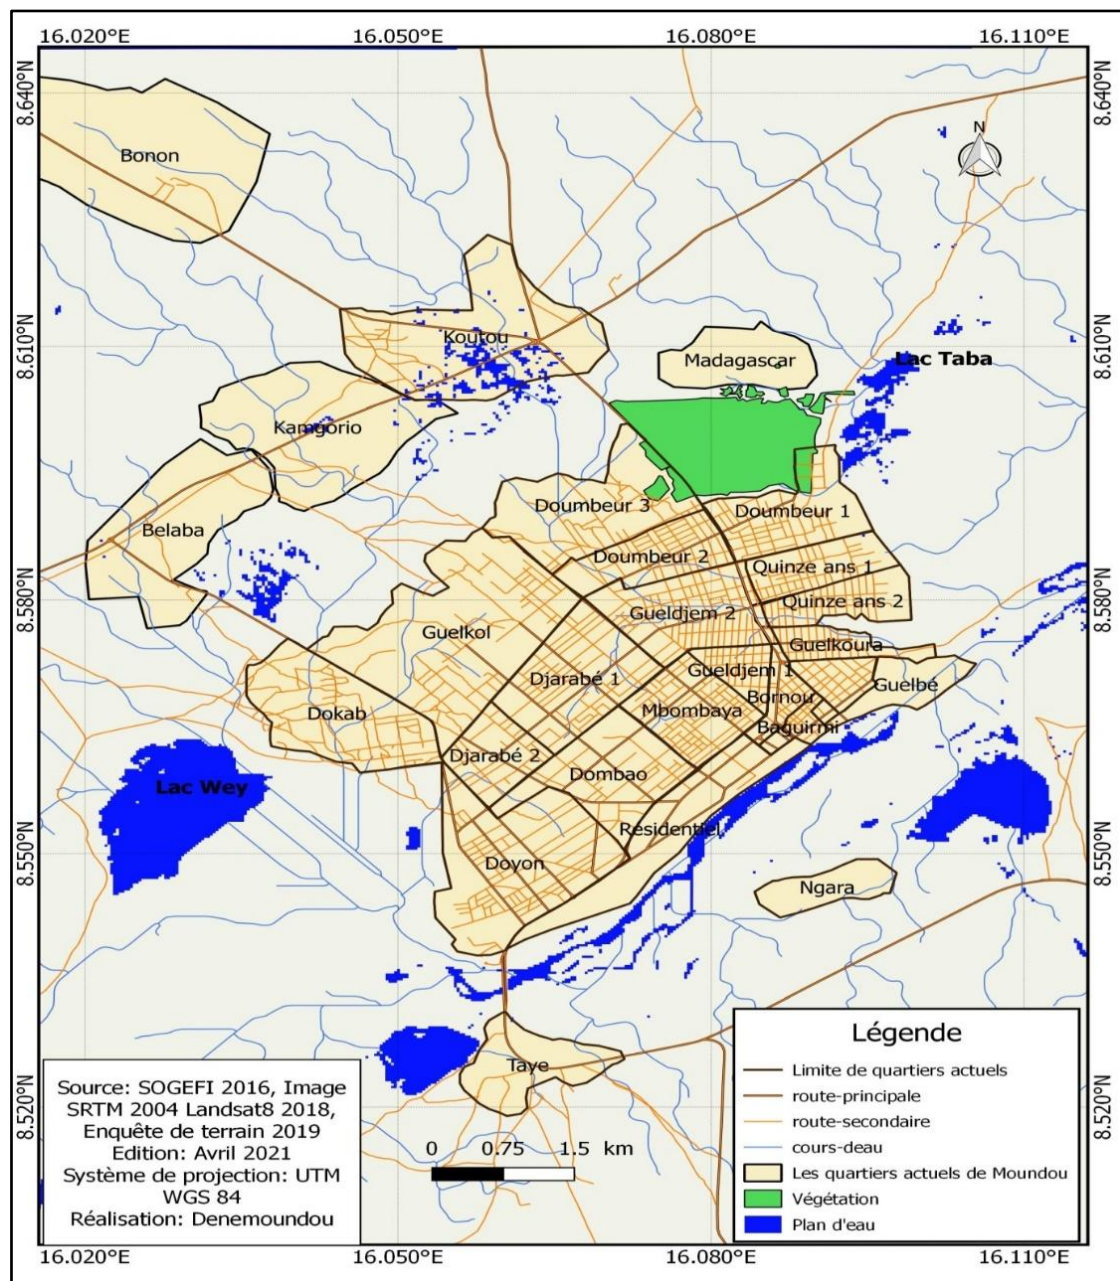 16.020°E 16.050°E 16.080°E 16.110°E
8.640°N 8.640°N
N
Bonon
Koutou
8.610°N 8.610°N
Madagascar
Lac Taba
Kamgorio
Doumbeur 3
Doumbeur 1
Belaba
Doumbeur 2
Quinze ans 1
8.580°N 8.580°N
Quinze ans 2
Gueldjem 2
Guelkol
Guelkoura
Gueldjem 1
Djarabé 1
Guelbé
Bornou
Mbombaya
Dokab
Baguirmi
Djarabé 2
Dombao
Lac Wey
Résidentiel
8.550°N 8.550°N
Doyon
Ngara
Taye
8.520°N 8.520°N
Source: SOGEFI 2016, Image
SRTM 2004 Landsat8 2018,
Enquête de terrain 2019
Edition: Avril 2021
Système de projection: UTM
WGS 84
Réalisation: Denemoundou
0 0.75 1.5 km
Légende
Limite de quartiers actuels
route-principale
route-secondaire
cours-deau
Les quartiers actuels de Moundou
Végétation
Plan d'eau
16.020°E 16.050°E 16.080°E 16.110°E